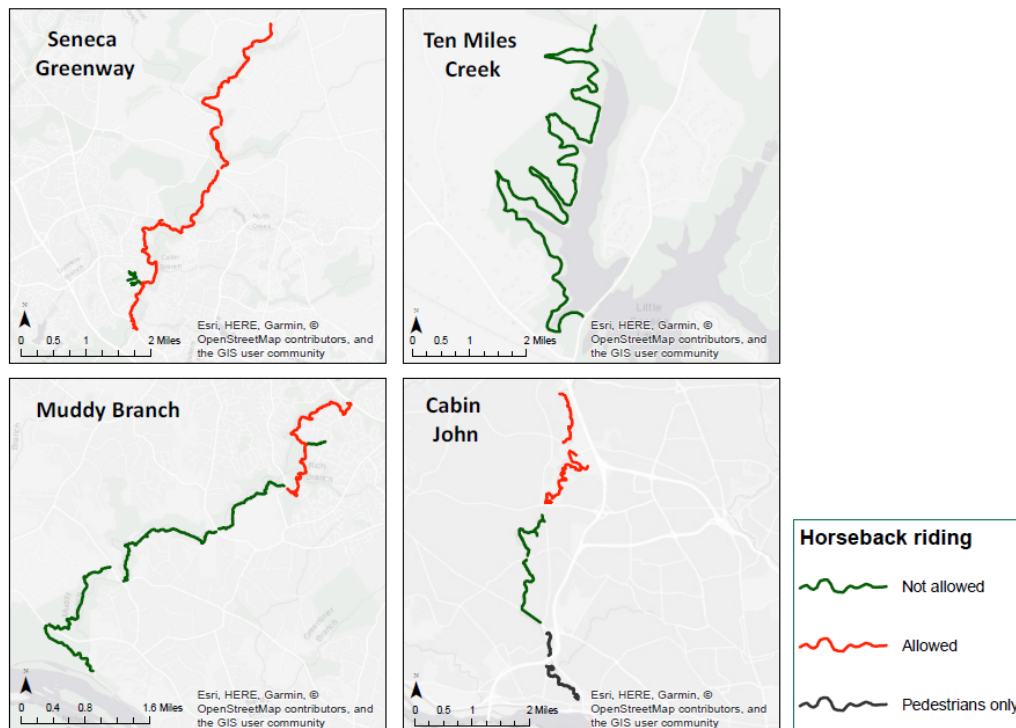 Seneca
Greenway
N
0 0.5 1 2 Miles
Esri, HERE, Garmin, ©
OpenStreetMap contributors, and
the GIS user community
Ten Miles
Creek
Little
N
0 0.5 1 2 Miles
Esri, HERE, Garmin, ©
OpenStreetMap contributors, and
the GIS user community
Muddy Branch
Branch
N
0 0.4 0.8 1.6 Miles
Esri, HERE, Garmin, ©
OpenStreetMap contributors, and
the GIS user community
Cabin
John
N
0 0.5 1 2 Miles
Esri, HERE, Garmin, ©
OpenStreetMap contributors, and
the GIS user community
Horseback riding
Not allowed
Allowed
Pedestrians only